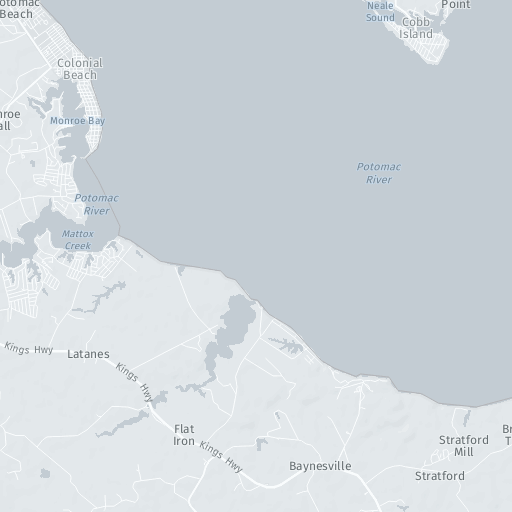 Beach
Colonial
Beach
Monroe Bay
Potomac
River
Mattox
Creek
Neale
Sound
Cobb
Island
Point
Potomac
River
Kings Hwy
Latanes
Kings Hwy
Flat
Iron
Kings Hwy
Baynesville
Stratford
Mill
Stratford